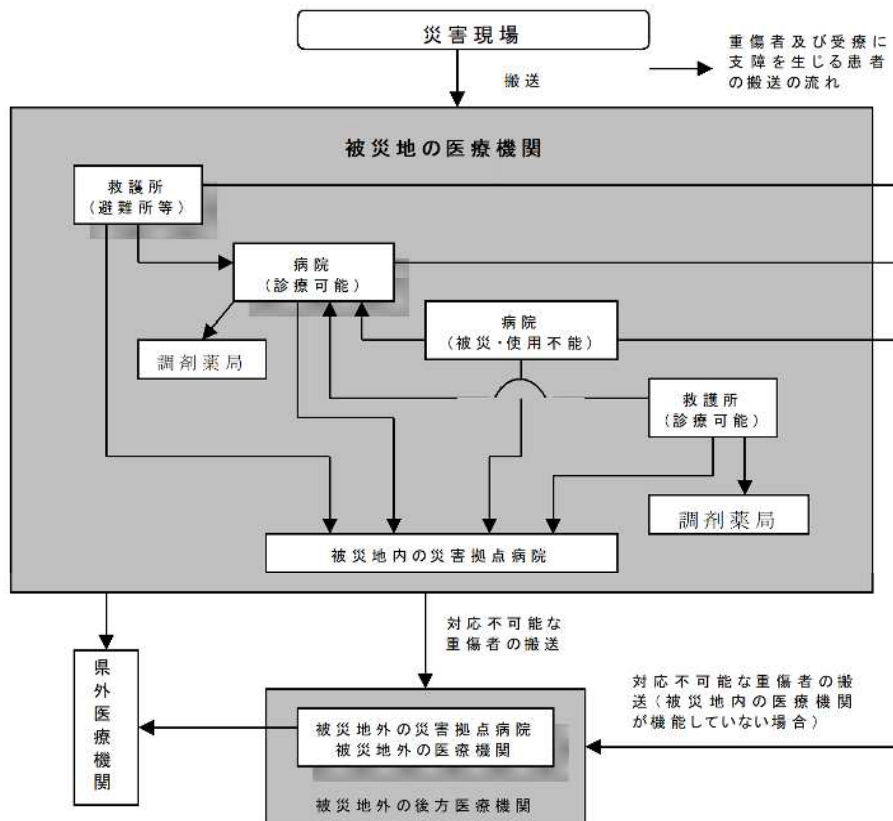 災害現場
搬送
重傷者及び受療に
支障を生じる患者
の搬送の流れ
被災地の医療機関
救護所
（避難所等）
病院
（診療可能）
病院
（被災・使用不能）
調剤薬局
救護所
（診療可能）
調剤薬局
被災地内の災害拠点病院
対応不可能な
重傷者の搬送
県外医療機関
対応不可能な重傷者の搬
送（被災地内の医療機関
が機能していない場合）
被災地外の災害拠点病院
被災地外の医療機関
被災地外の後方医療機関